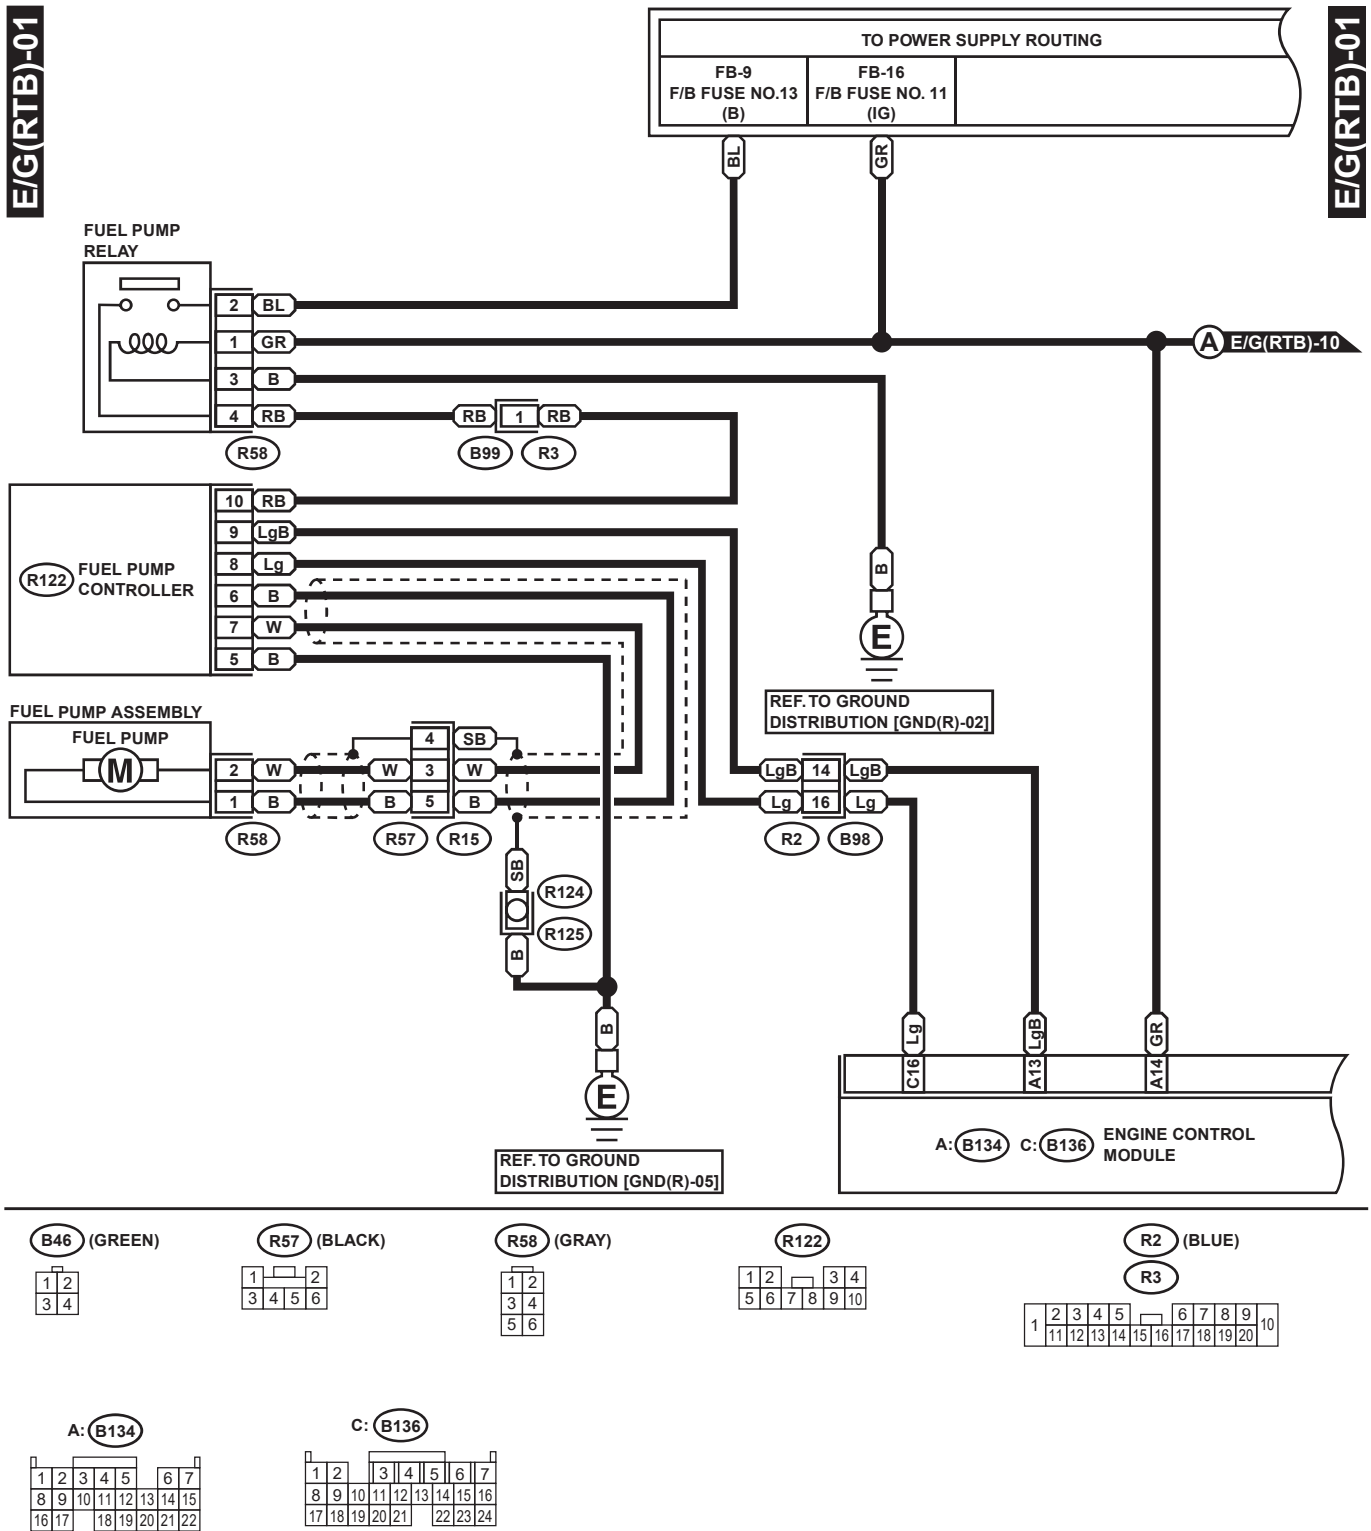 E/G(RTB)-01
E/G(RTB)-01
TO POWER SUPPLY ROUTING
FB-9
F/B FUSE NO.13
(B)
FB-16
F/B FUSE NO. 11
(IG)
BL
GR
FUEL PUMP
RELAY
2 BL
1 GR
A E/G(RTB)-10
3 B
4 RB
RB 1 RB
R58
B99 R3
10 RB
9 LgB
8 Lg
6 B
7 W
5 B
R122 FUEL PUMP
CONTROLLER
B
E
REF. TO GROUND
DISTRIBUTION [GND(R)-02]
FUEL PUMP ASSEMBLY
FUEL PUMP
M
4 SB
2 W
W 3 W
LgB 14 LgB
1 B
B 5 B
Lg 16 Lg
R58
R57 R15
R2 B98
SB
R124
R125
B
B
E
REF. TO GROUND
DISTRIBUTION [GND(R)-05]
Lg
LgB
GR
C16
A13
A14
A: B134 C: B136 ENGINE CONTROL
MODULE
B46 (GREEN)
1 2
3 4
R57 (BLACK)
1 2
3 4 5 6
R58 (GRAY)
1 2
3 4
5 6
R122
1 2 3 4
5 6 7 8 9 10
R2 (BLUE)
R3
1 2 3 4 5 6 7 8 9 10
11 12 13 14 15 16 17 18 19 20
A: B134
1 2 3 4 5 6 7
8 9 10 11 12 13 14 15
16 17 18 19 20 21 22
C: B136
1 2 3 4 5 6 7
8 9 10 11 12 13 14 15 16
17 18 19 20 21 22 23 24